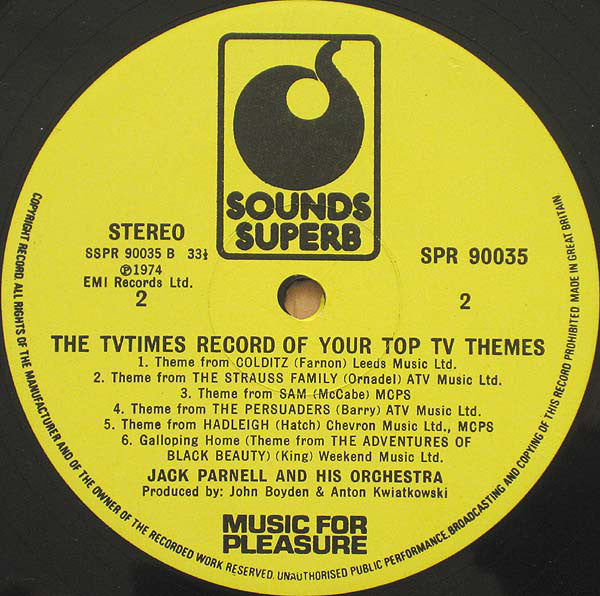 SOUNDS
SUPERB
STEREO
SSPR 90035 B 33⅓
℗1974
EMI Records Ltd.
2
SPR 90035
2
THE TVTIMES RECORD OF YOUR TOP TV THEMES
1. Theme from COLDITZ (Farnon) Leeds Music Ltd.
2. Theme from THE STRAUSS FAMILY (Ornadel) ATV Music Ltd.
3. Theme from SAM (McCabe) MCPS
4. Theme from THE PERSUADERS (Barry) ATV Music Ltd.
5. Theme from HADLEIGH (Hatch) Chevron Music Ltd., MCPS
6. Galloping Home (Theme from THE ADVENTURES OF
BLACK BEAUTY) (King) Weekend Music Ltd.
JACK PARNELL AND HIS ORCHESTRA
Produced by: John Boyden & Anton Kwiatkowski
MUSIC FOR
PLEASURE
COPYRIGHT RECORD. ALL RIGHTS OF THE MANUFACTURER AND OF THE OWNER OF THE RECORDED WORK RESERVED. UNAUTHORISED PUBLIC PERFORMANCE, BROADCASTING AND COPYING OF THIS RECORD PROHIBITED. MADE IN GREAT BRITAIN.